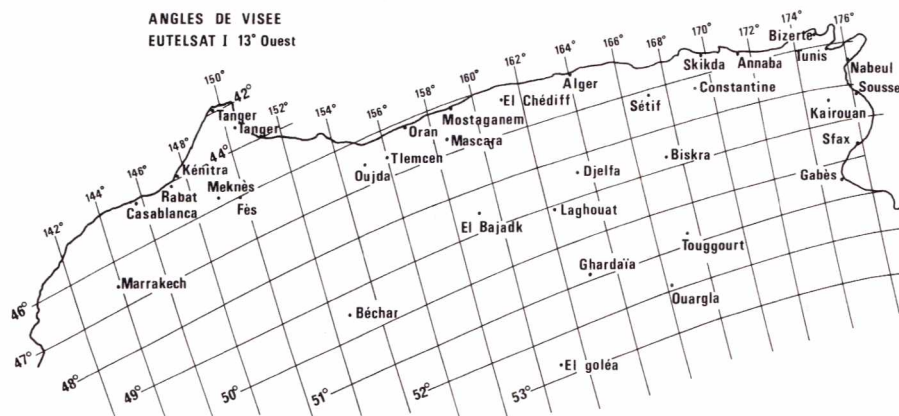 ANGLES DE VISEE
EUTELSAT I 13° Ouest
142°
144°
146°
148°
150°
152°
154°
156°
158°
160°
162°
164°
166°
168°
170°
172°
174°
176°
42°
44°
46°
47°
48°
49°
50°
51°
52°
53°
Tanger
Tanger
Kénitra
Rabat
Casablanca
Meknès
Fès
Marrakech
Oujda
Tlemcen
Oran
Mostaganem
Mascara
El Chédiff
Alger
Sétif
Skikda
Annaba
Constantine
Bizerte
Tunis
Nabeul
Sousse
Kairouan
Sfax
Gabès
Biskra
Djelfa
Laghouat
El Bajadk
Touggourt
Ghardaïa
Ouargla
Béchar
El goléa